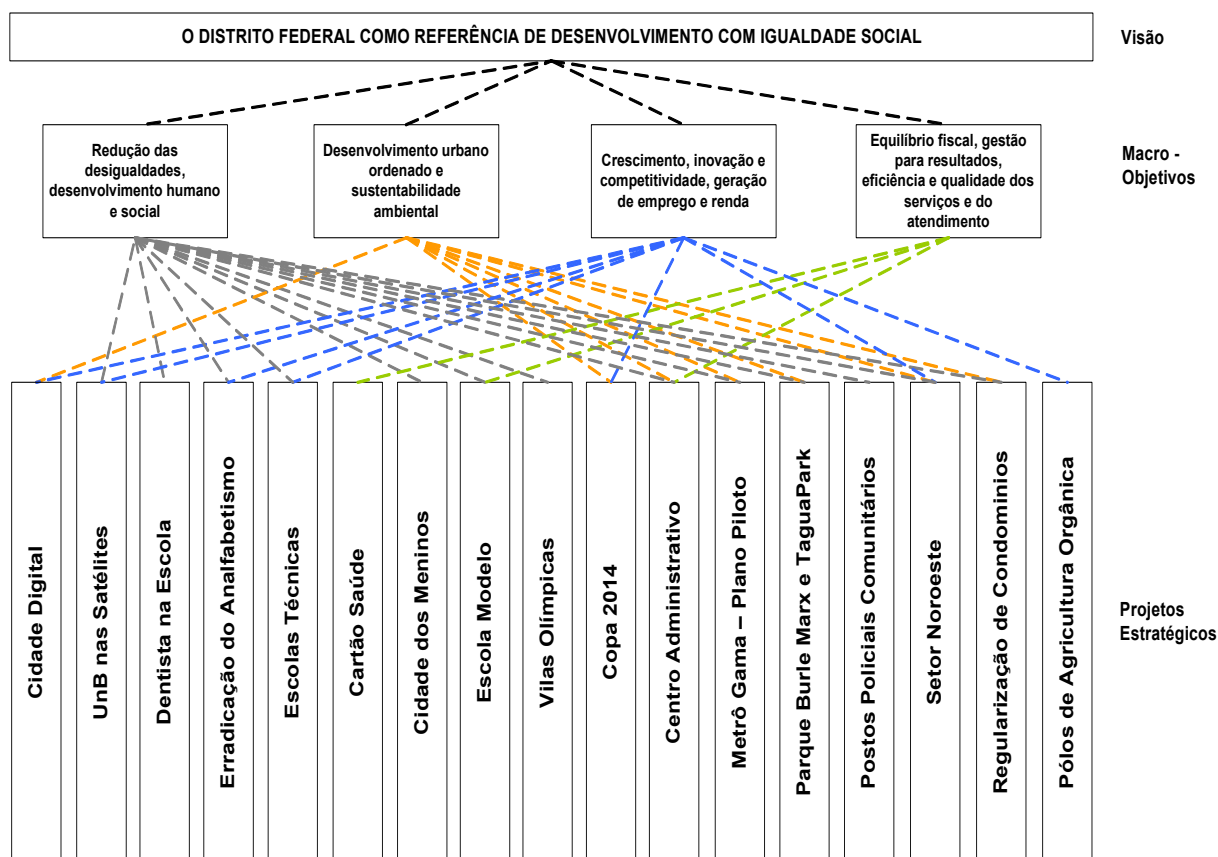 O DISTRITO FEDERAL COMO REFERÊNCIA DE DESENVOLVIMENTO COM IGUALDADE SOCIAL
Visão
Redução das
desigualdades,
desenvolvimento humano
e social
Desenvolvimento urbano
ordenado e
sustentabilidade
ambiental
Crescimento, inovação e
competitividade, geração
de emprego e renda
Equilíbrio fiscal, gestão
para resultados,
eficiência e qualidade dos
serviços e do
atendimento
Macro -
Objetivos
Cidade Digital
UnB nas Satélites
Dentista na Escola
Erradicação do Analfabetismo
Escolas Técnicas
Cartão Saúde
Cidade dos Meninos
Escola Modelo
Vilas Olímpicas
Copa 2014
Centro Administrativo
Metrô Gama – Plano Piloto
Parque Burle Marx e TaguaPark
Postos Policiais Comunitários
Setor Noroeste
Regularização de Condomínios
Pólos de Agricultura Orgânica
Projetos
Estratégicos